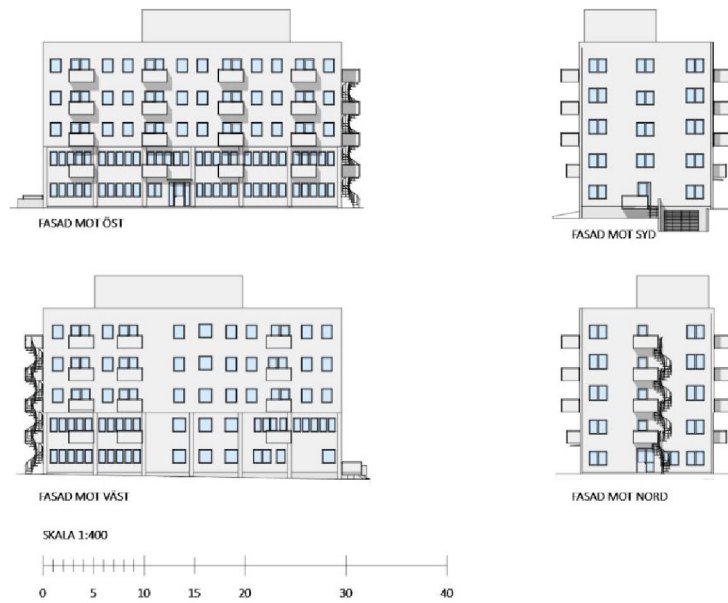 FASAD MOT ÖST
FASAD MOT SYD
FASAD MOT VÄST
FASAD MOT NORD
SKALA 1:400
0 5 10 15 20 30 40